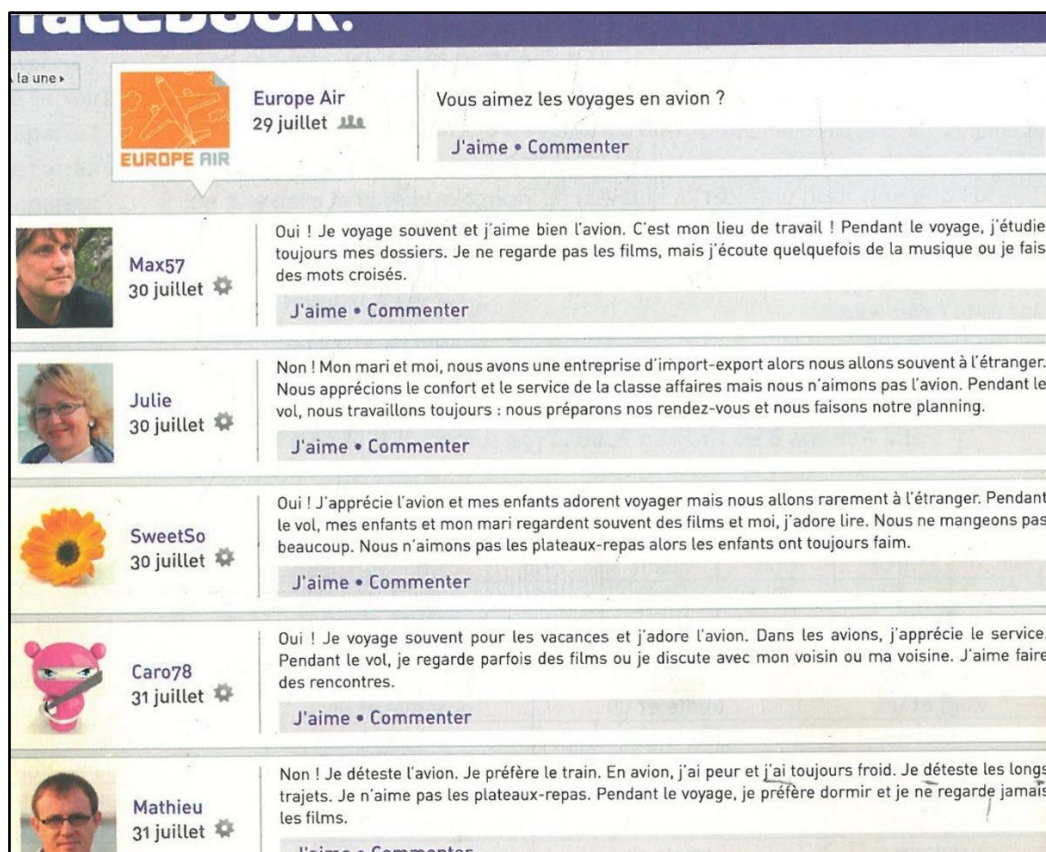 facebook.
la une ▸
Europe Air
29 juillet
EUROPE AIR
Vous aimez les voyages en avion ?
J'aime • Commenter
Max57
30 juillet
Oui ! Je voyage souvent et j'aime bien l'avion. C'est mon lieu de travail ! Pendant le voyage, j'étudie
toujours mes dossiers. Je ne regarde pas les films, mais j'écoute quelquefois de la musique ou je fais
des mots croisés.
J'aime • Commenter
Julie
30 juillet
Non ! Mon mari et moi, nous avons une entreprise d'import-export alors nous allons souvent à l'étranger.
Nous apprécions le confort et le service de la classe affaires mais nous n'aimons pas l'avion. Pendant le
vol, nous travaillons toujours : nous préparons nos rendez-vous et nous faisons notre planning.
J'aime • Commenter
SweetSo
30 juillet
Oui ! J'apprécie l'avion et mes enfants adorent voyager mais nous allons rarement à l'étranger. Pendant
le vol, mes enfants et mon mari regardent souvent des films et moi, j'adore lire. Nous ne mangeons pas
beaucoup. Nous n'aimons pas les plateaux-repas alors les enfants ont toujours faim.
J'aime • Commenter
Caro78
31 juillet
Oui ! Je voyage souvent pour les vacances et j'adore l'avion. Dans les avions, j'apprécie le service.
Pendant le vol, je regarde parfois des films ou je discute avec mon voisin ou ma voisine. J'aime faire
des rencontres.
J'aime • Commenter
Mathieu
31 juillet
Non ! Je déteste l'avion. Je préfère le train. En avion, j'ai peur et j'ai toujours froid. Je déteste les longs
trajets. Je n'aime pas les plateaux-repas. Pendant le voyage, je préfère dormir et je ne regarde jamais
les films.
J'aime • Commenter